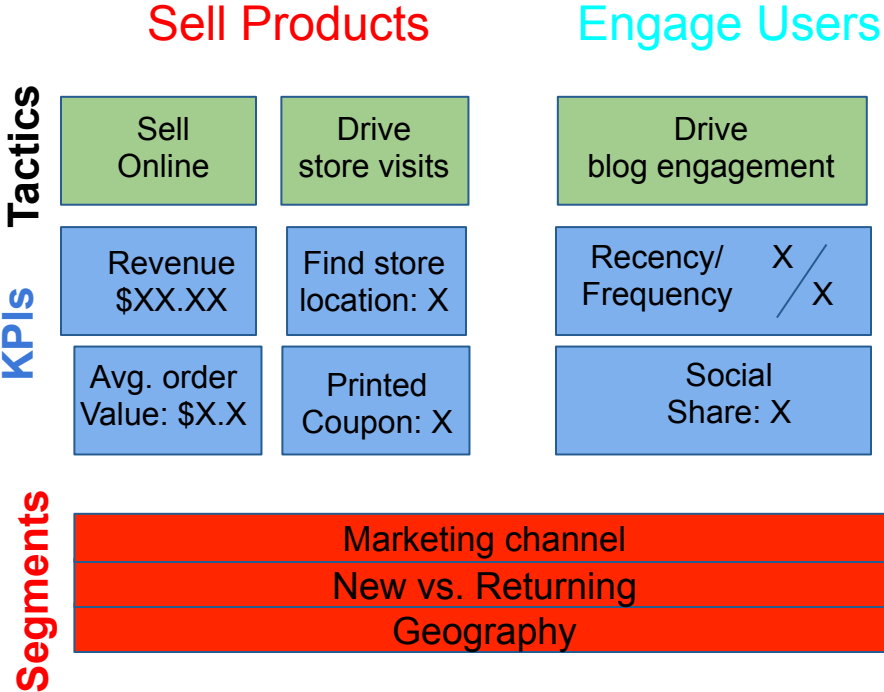 Sell Products
Engage Users
Tactics
Sell
Online
Drive
store visits
Drive
blog engagement
KPIs
Revenue
$XX.XX
Find store
location: X
Recency/ X
Frequency X
Avg. order
Value: $X.X
Printed
Coupon: X
Social
Share: X
Segments
Marketing channel
New vs. Returning
Geography